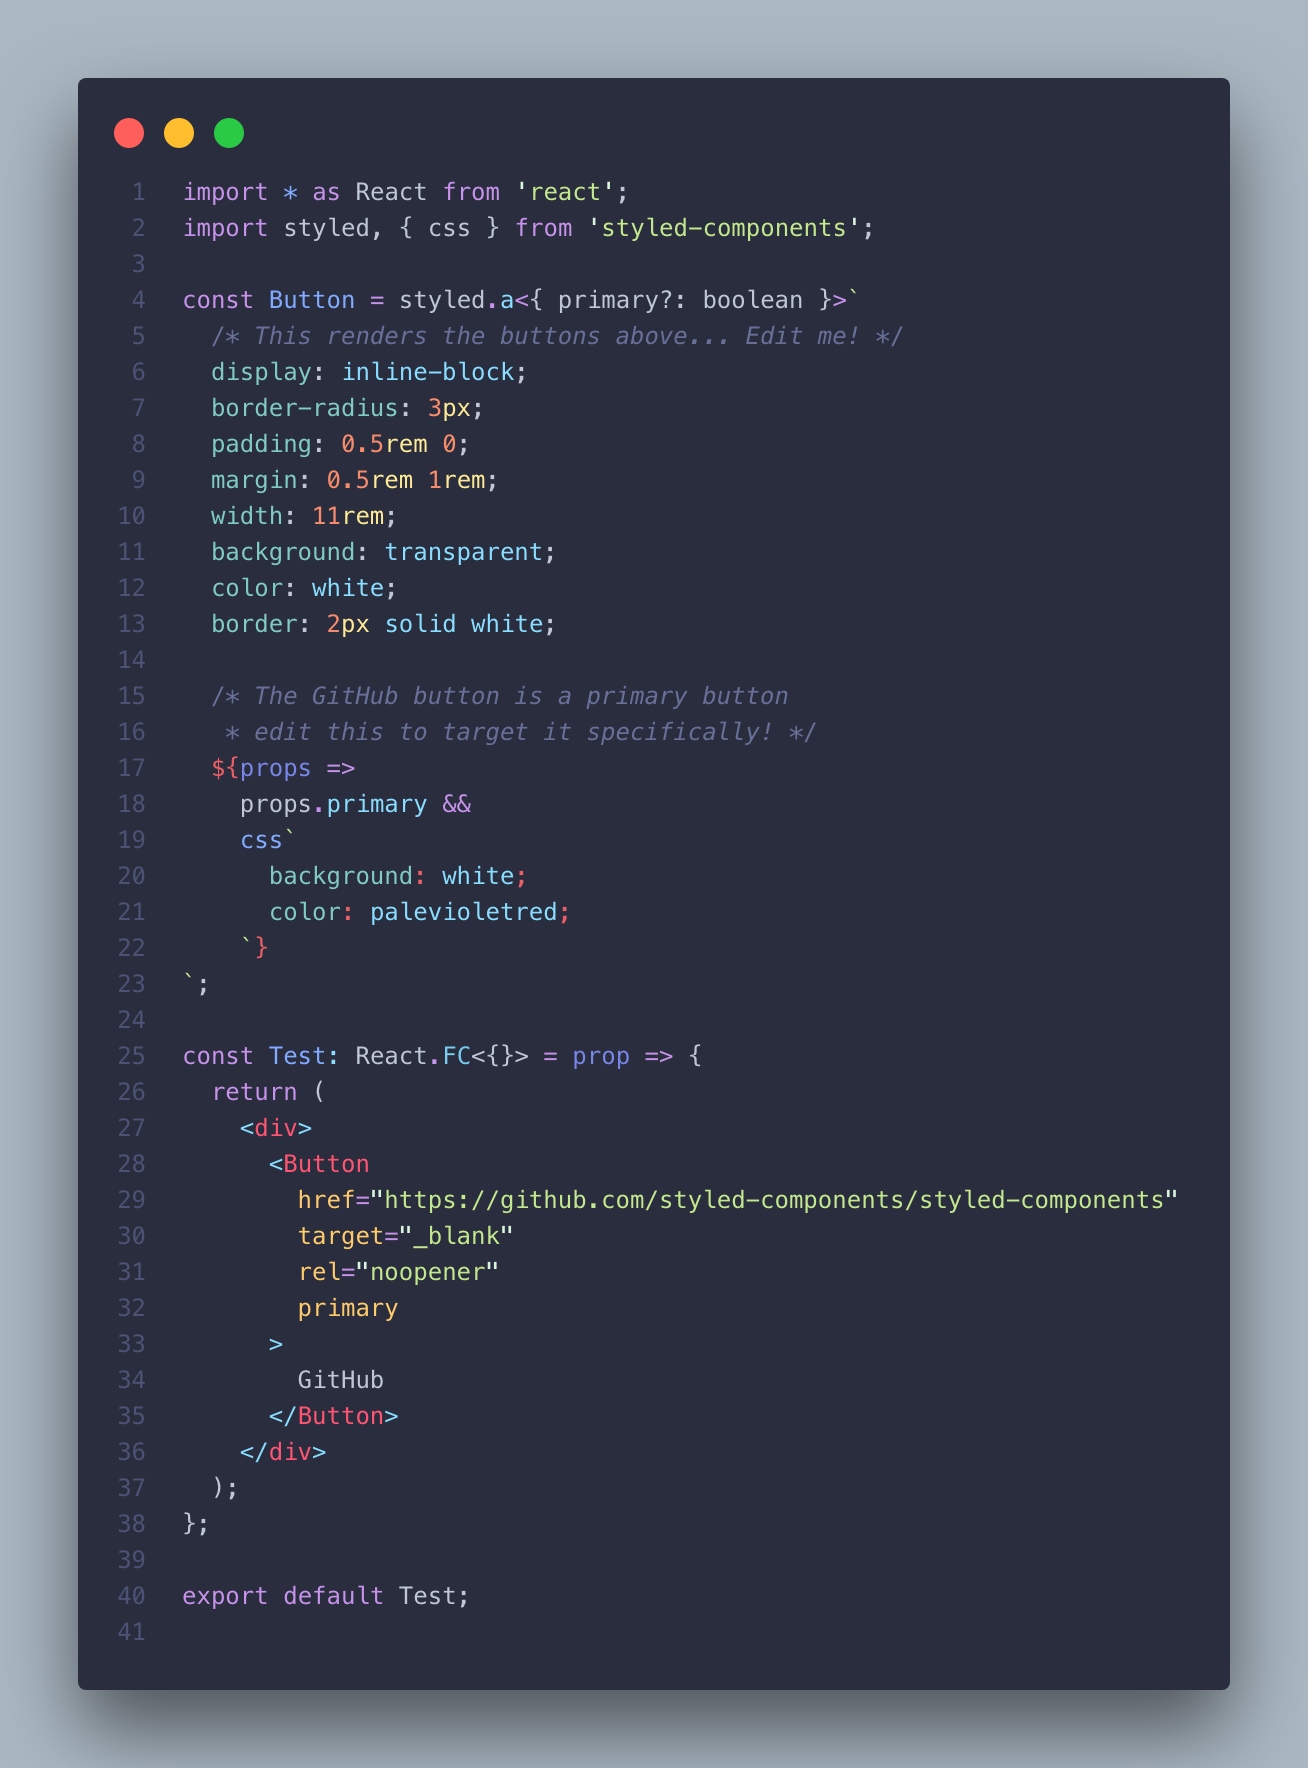 1 import * as React from 'react';
2 import styled, { css } from 'styled-components';
3
4 const Button = styled.a<{ primary?: boolean }>`
5   /* This renders the buttons above... Edit me! */
6   display: inline-block;
7   border-radius: 3px;
8   padding: 0.5rem 0;
9   margin: 0.5rem 1rem;
10   width: 11rem;
11   background: transparent;
12   color: white;
13   border: 2px solid white;
14
15   /* The GitHub button is a primary button
16    * edit this to target it specifically! */
17   ${props =>
18     props.primary &&
19     css`
20       background: white;
21       color: palevioletred;
22     `}
23 `;
24
25 const Test: React.FC<{}> = prop => {
26   return (
27     <div>
28       <Button
29         href="https://github.com/styled-components/styled-components"
30         target="_blank"
31         rel="noopener"
32         primary
33       >
34         GitHub
35       </Button>
36     </div>
37   );
38 };
39
40 export default Test;
41